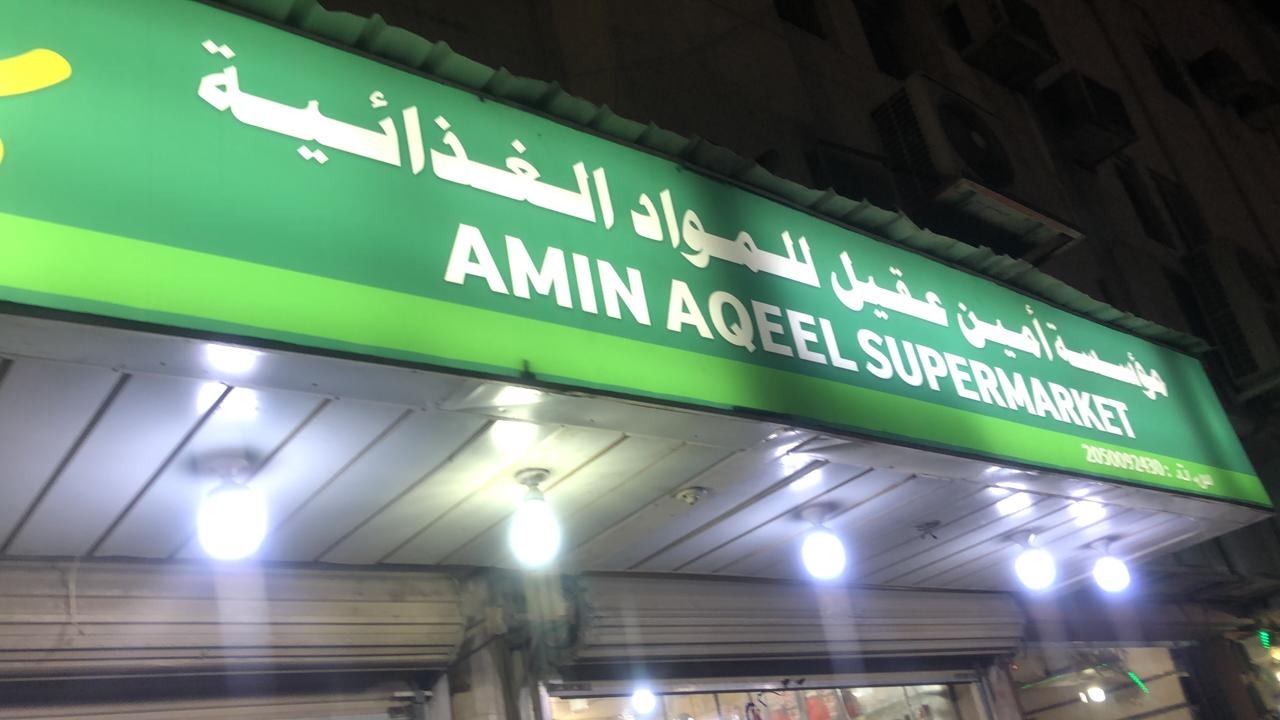 مؤسسة أمين عقيل للمواد الغذائية
AMIN AQEEL SUPERMARKET
س.ت : 2050092430